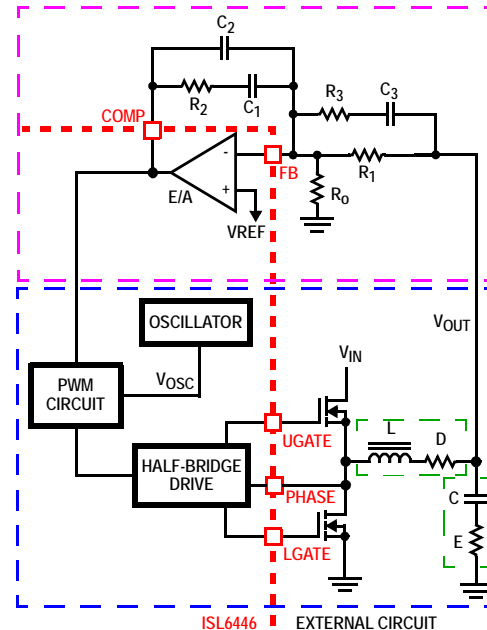 C2
R2
C1
R3
C3
COMP
-
FB
R1
E/A
+
Ro
VREF
OSCILLATOR
VOUT
VIN
PWM
CIRCUIT
VOSC
UGATE
L
D
HALF-BRIDGE
DRIVE
PHASE
C
E
LGATE
ISL6446
EXTERNAL CIRCUIT